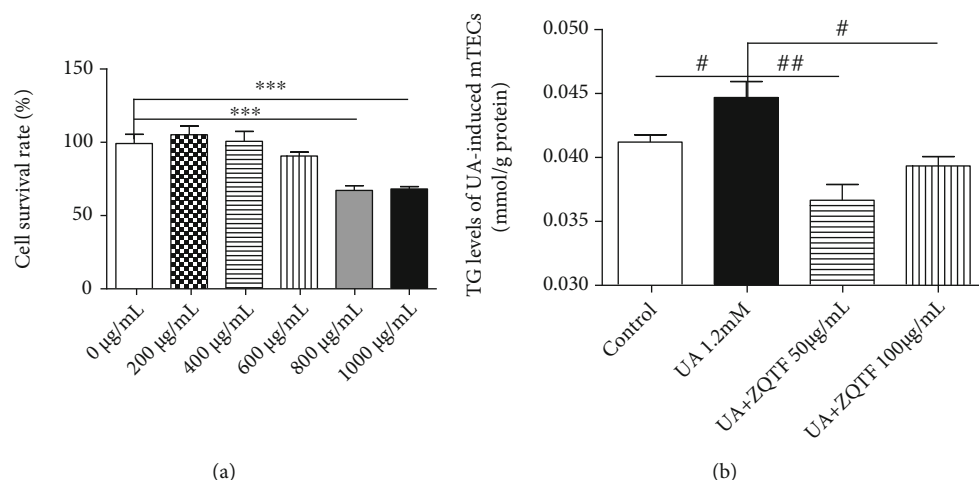 Cell survival rate (%)
150
100
50
0
***
***
0 µg/mL
200 µg/mL
400 µg/mL
600 µg/mL
800 µg/mL
1000 µg/mL
(a)
TG levels of UA-induced mTECs
(mmol/g protein)
0.050
0.045
0.040
0.035
0.030
#
# ##
Control
UA 1.2mM
UA+ZQTF 50µg/mL
UA+ZQTF 100µg/mL
(b)